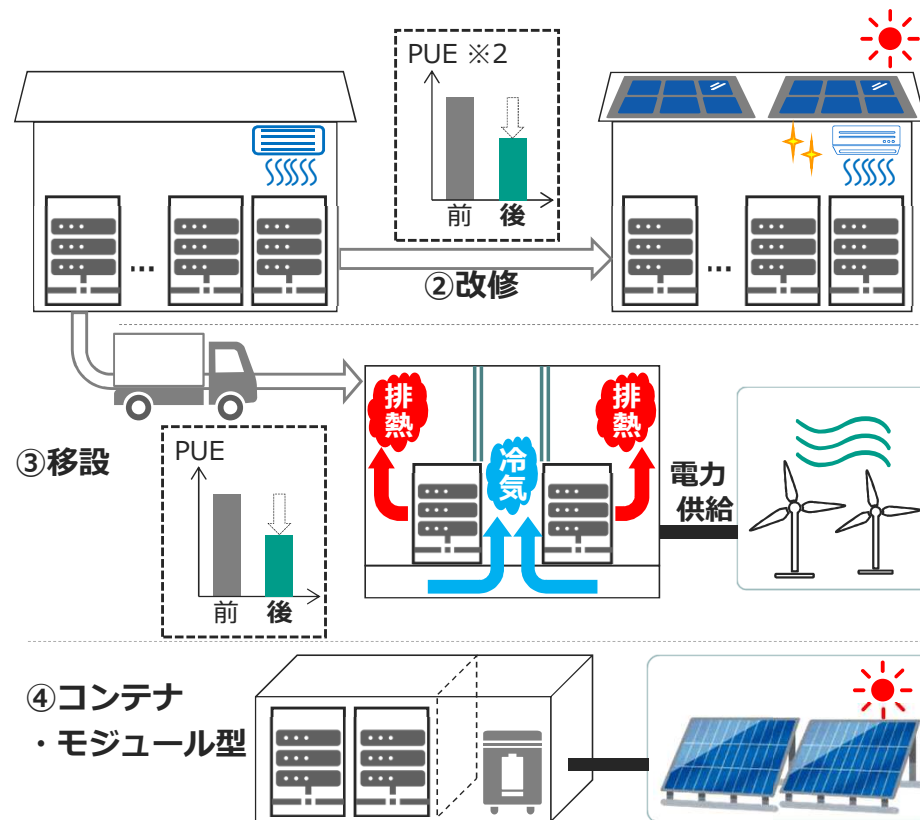 PUE ※2
前 後
②改修
...
...
③移設
PUE
前 後
排熱
冷気
排熱
電力
供給
④コンテナ
・モジュール型